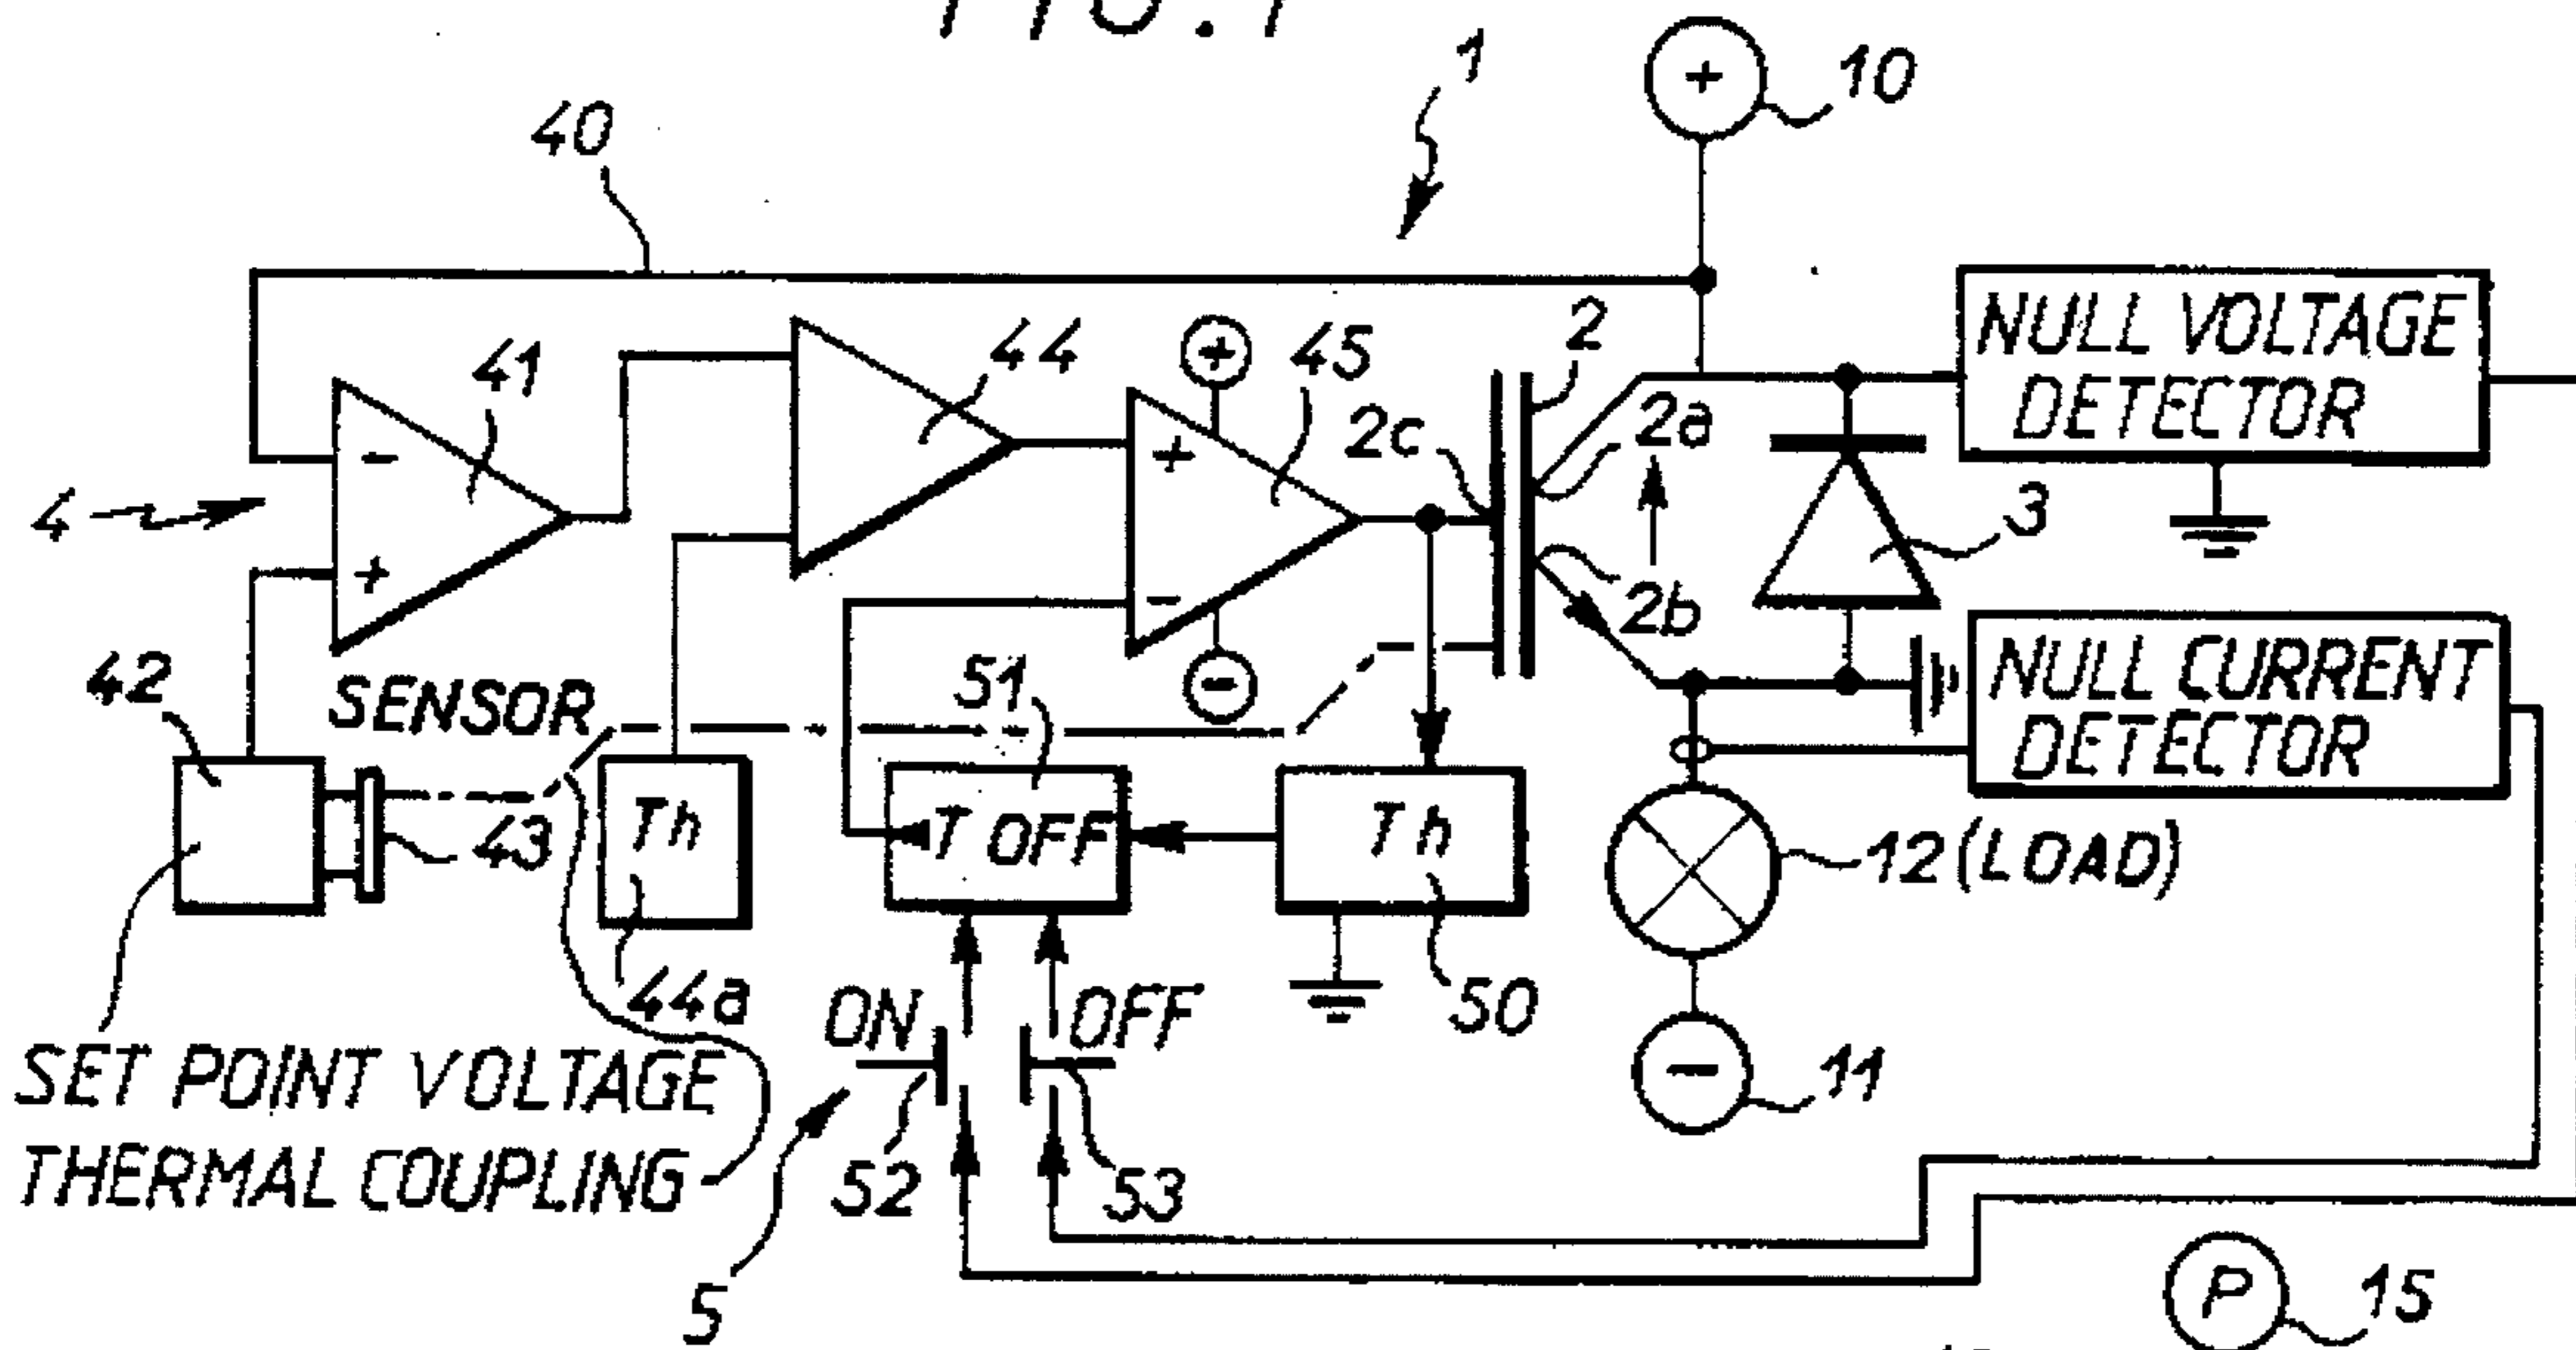 FIG.1
1
+
10
40
NULL VOLTAGE
DETECTOR
2
2a
2c
2b
3
44
45
+
41
-
+
4
+
-
-
NULL CURRENT
DETECTOR
42
SENSOR
43
Th
44a
51
T OFF
Th
50
12 (LOAD)
-
11
SET POINT VOLTAGE
THERMAL COUPLING
ON
OFF
52
53
5
P
15